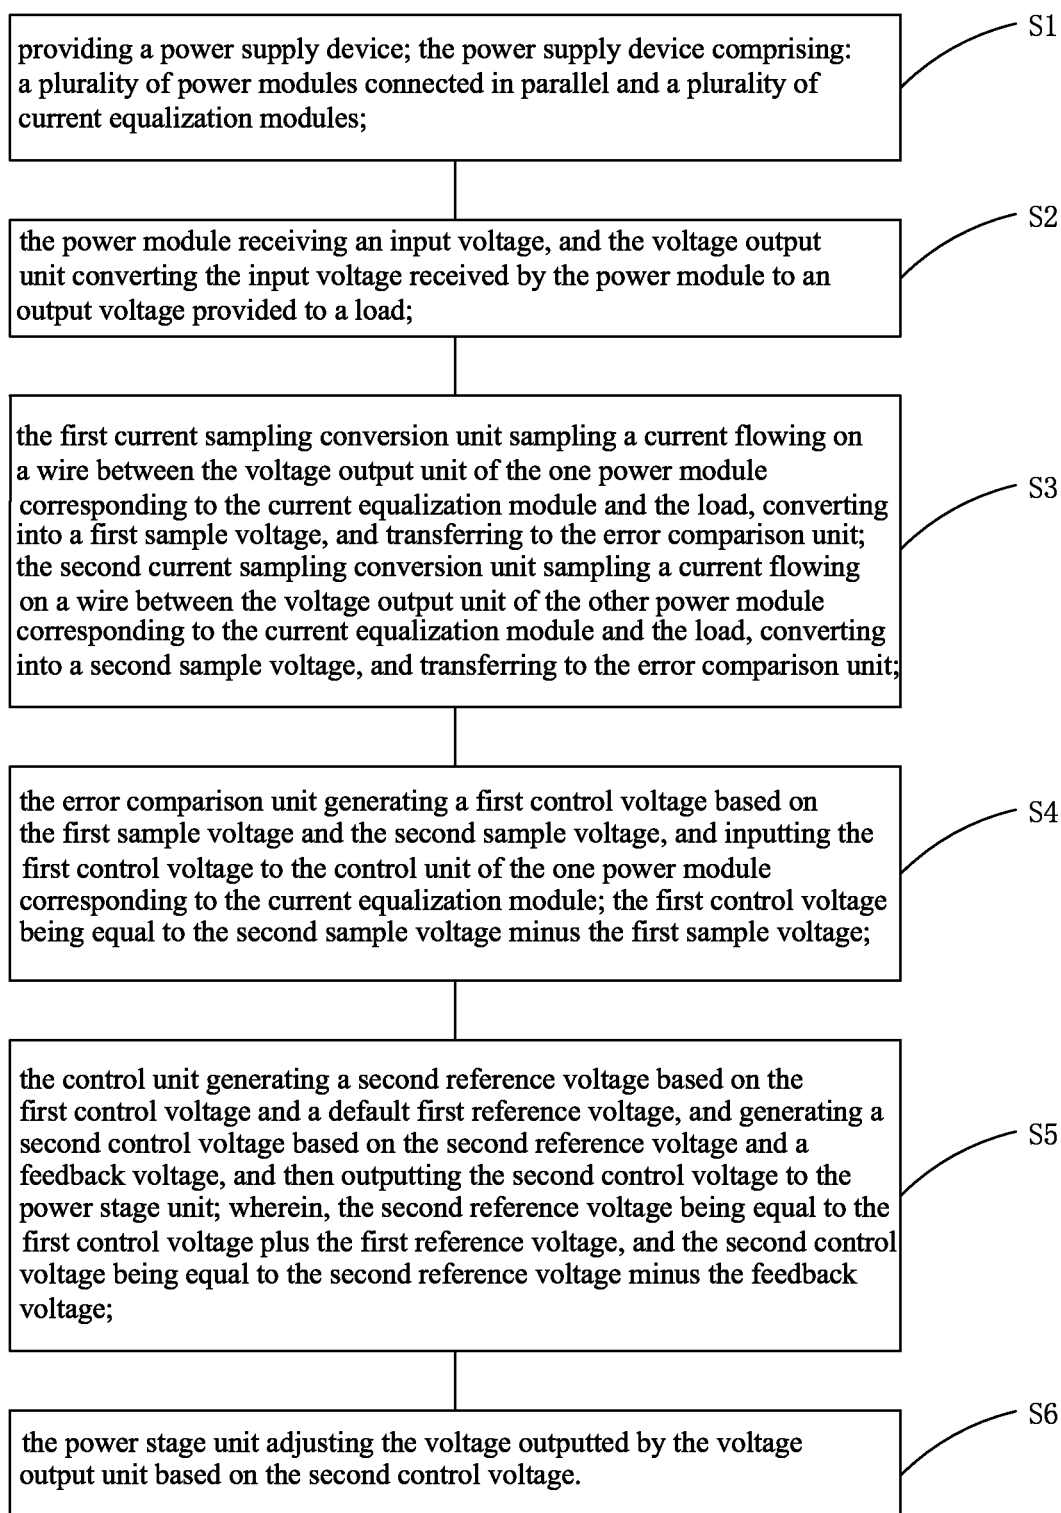 S1
providing a power supply device; the power supply device comprising:
a plurality of power modules connected in parallel and a plurality of
current equalization modules;
S2
the power module receiving an input voltage, and the voltage output
unit converting the input voltage received by the power module to an
output voltage provided to a load;
S3
the first current sampling conversion unit sampling a current flowing on
a wire between the voltage output unit of the one power module
corresponding to the current equalization module and the load, converting
into a first sample voltage, and transferring to the error comparison unit;
the second current sampling conversion unit sampling a current flowing
on a wire between the voltage output unit of the other power module
corresponding to the current equalization module and the load, converting
into a second sample voltage, and transferring to the error comparison unit;
S4
the error comparison unit generating a first control voltage based on
the first sample voltage and the second sample voltage, and inputting the
first control voltage to the control unit of the one power module
corresponding to the current equalization module; the first control voltage
being equal to the second sample voltage minus the first sample voltage;
S5
the control unit generating a second reference voltage based on the
first control voltage and a default first reference voltage, and generating a
second control voltage based on the second reference voltage and a
feedback voltage, and then outputting the second control voltage to the
power stage unit; wherein, the second reference voltage being equal to the
first control voltage plus the first reference voltage, and the second control
voltage being equal to the second reference voltage minus the feedback
voltage;
S6
the power stage unit adjusting the voltage outputted by the voltage
output unit based on the second control voltage.